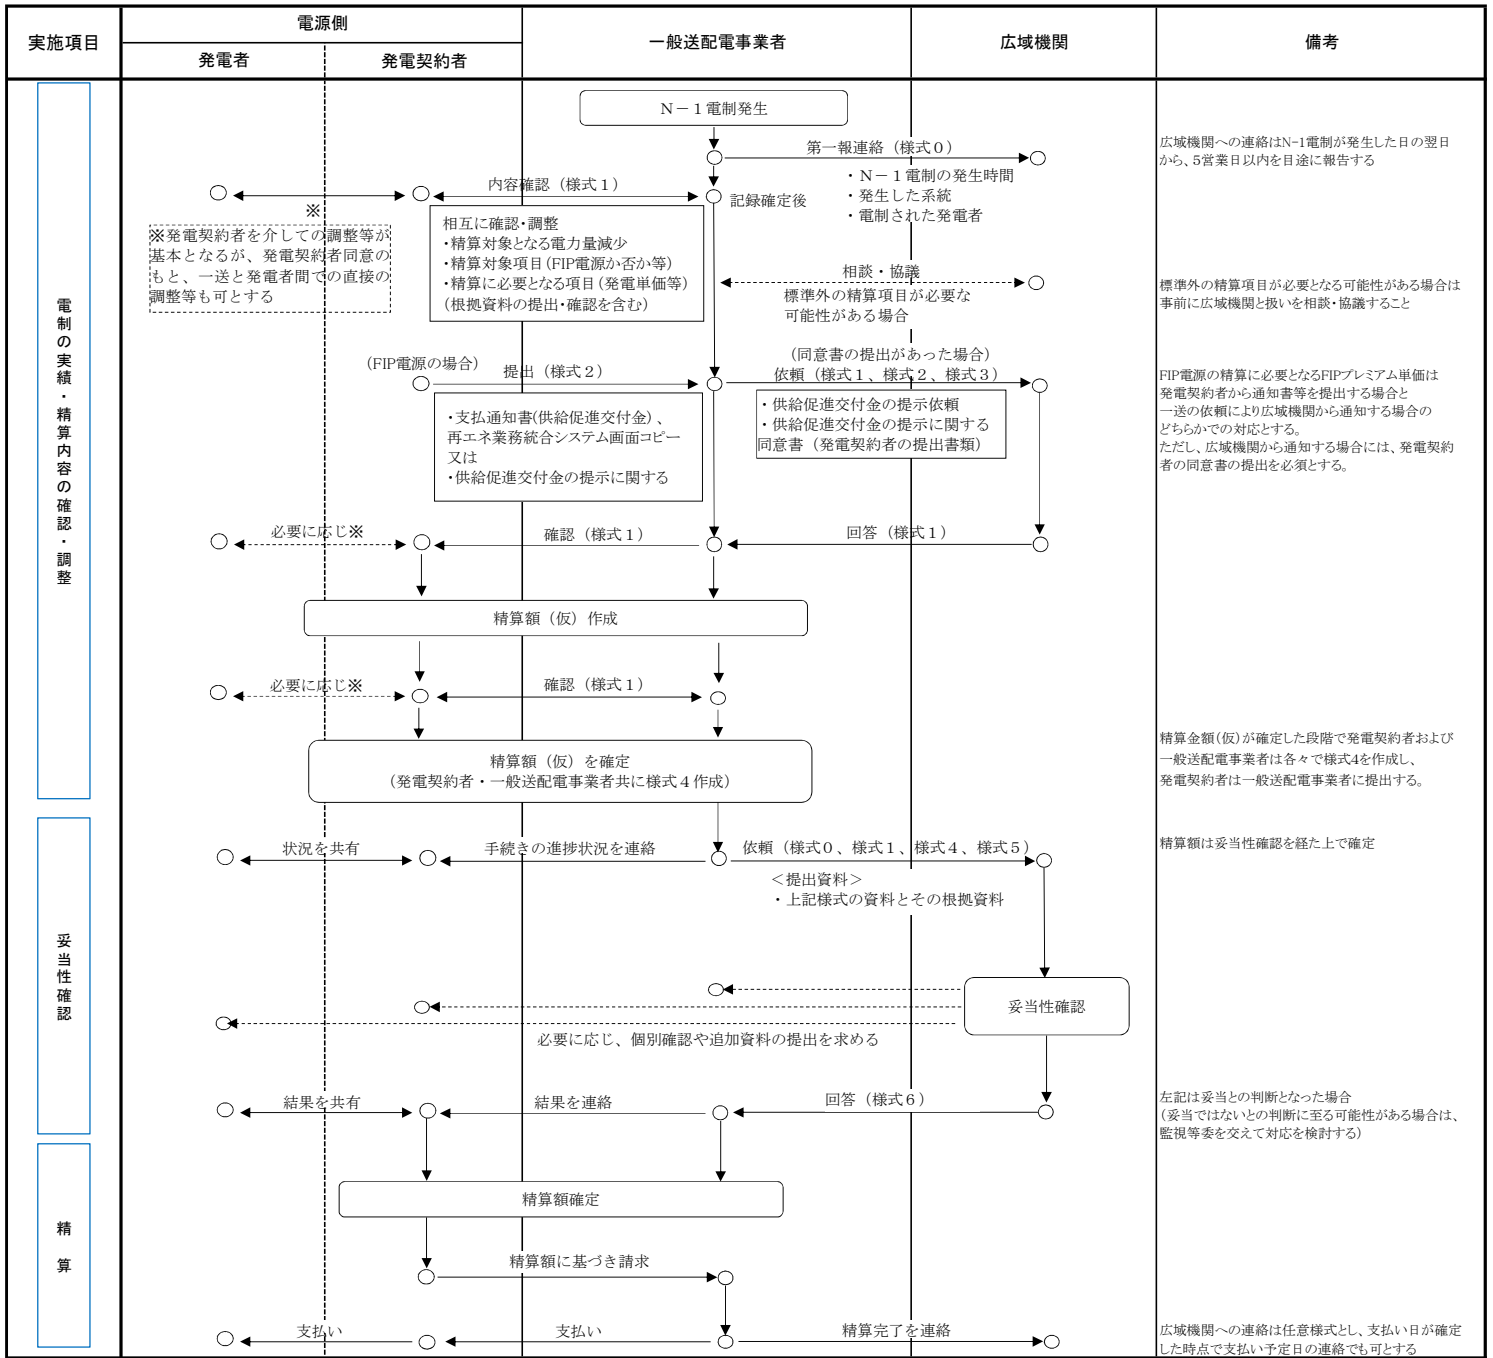 実施項目
電源側
発電者
発電契約者
一般送配電事業者
広域機関
備考
電制の実績・精算内容の確認・調整
N－1電制発生
第一報連絡（様式０）
・N－1電制の発生時間
・発生した系統
・電制された発電者
広域機関への連絡はN-1電制が発生した日の翌日
から、5営業日以内を目途に報告する
内容確認（様式１）
記録確定後
※
※発電契約者を介しての調整等が
基本となるが、発電契約者同意の
もと、一送と発電者間での直接の
調整等も可とする
相互に確認・調整
・精算対象となる電力量減少
・精算対象項目(FIP電源か否か等)
・精算に必要となる項目(発電単価等)
(根拠資料の提出・確認を含む)
相談・協議
標準外の精算項目が必要な
可能性がある場合
標準外の精算項目が必要となる可能性がある場合は
事前に広域機関と扱いを相談・協議すること
(FIP電源の場合)
提出（様式２）
（同意書の提出があった場合）
依頼（様式１、様式２、様式３）
・支払通知書(供給促進交付金)、
再エネ業務統合システム画面コピー
又は
・供給促進交付金の提示に関する
・供給促進交付金の提示依頼
・供給促進交付金の提示に関する
同意書（発電契約者の提出書類）
FIP電源の精算に必要となるFIPプレミアム単価は
発電契約者から通知書等を提出する場合と
一送の依頼により広域機関から通知する場合の
どちらかでの対応とする。
ただし、広域機関から通知する場合には、発電契約
者の同意書の提出を必須とする。
必要に応じ※
確認（様式１）
回答（様式１）
精算額（仮）作成
必要に応じ※
確認（様式１）
精算額（仮）を確定
（発電契約者・一般送配電事業者共に様式４作成）
精算金額(仮)が確定した段階で発電契約者および
一般送配電事業者は各々で様式4を作成し、
発電契約者は一般送配電事業者に提出する。
妥当性確認
状況を共有
手続きの進捗状況を連絡
依頼（様式０、様式１、様式４、様式５）
＜提出資料＞
・上記様式の資料とその根拠資料
精算額は妥当性確認を経た上で確定
妥当性確認
必要に応じ、個別確認や追加資料の提出を求める
結果を共有
結果を連絡
回答（様式６）
左記は妥当との判断となった場合
(妥当ではないとの判断に至る可能性がある場合は、
監視等委を交えて対応を検討する)
精算
精算額確定
精算額に基づき請求
支払い
支払い
精算完了を連絡
広域機関への連絡は任意様式とし、支払い日が確定
した時点で支払い予定日の連絡でも可とする